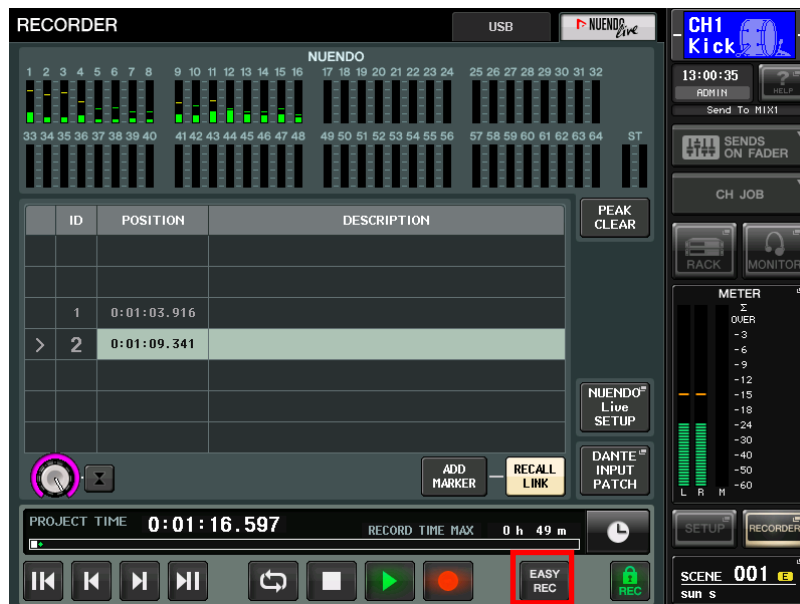 RECORDER
USB
NUENDO live
CH1
Kick
NUENDO
1 2 3 4 5 6 7 8 9 10 11 12 13 14 15 16 17 18 19 20 21 22 23 24 25 26 27 28 29 30 31 32
33 34 35 36 37 38 39 40 41 42 43 44 45 46 47 48 49 50 51 52 53 54 55 56 57 58 59 60 61 62 63 64 ST
13:00:35
ADMIN
?
HELP
Send To MIX1
SENDS
ON FADER
CH JOB
RACK
MONITOR
ID POSITION DESCRIPTION
PEAK
CLEAR
1 0:01:03.916
> 2 0:01:09.341
NUENDO
Live
SETUP
DANTE
INPUT
PATCH
ADD
MARKER
RECALL
LINK
METER
Σ
OVER
-3
-6
-9
-12
-15
-18
-24
-30
-40
-50
-60
L R M
PROJECT TIME 0:01:16.597 RECORD TIME MAX 0 h 49 m
EASY
REC
REC
SETUP
RECORDER
SCENE 001 E
sun s